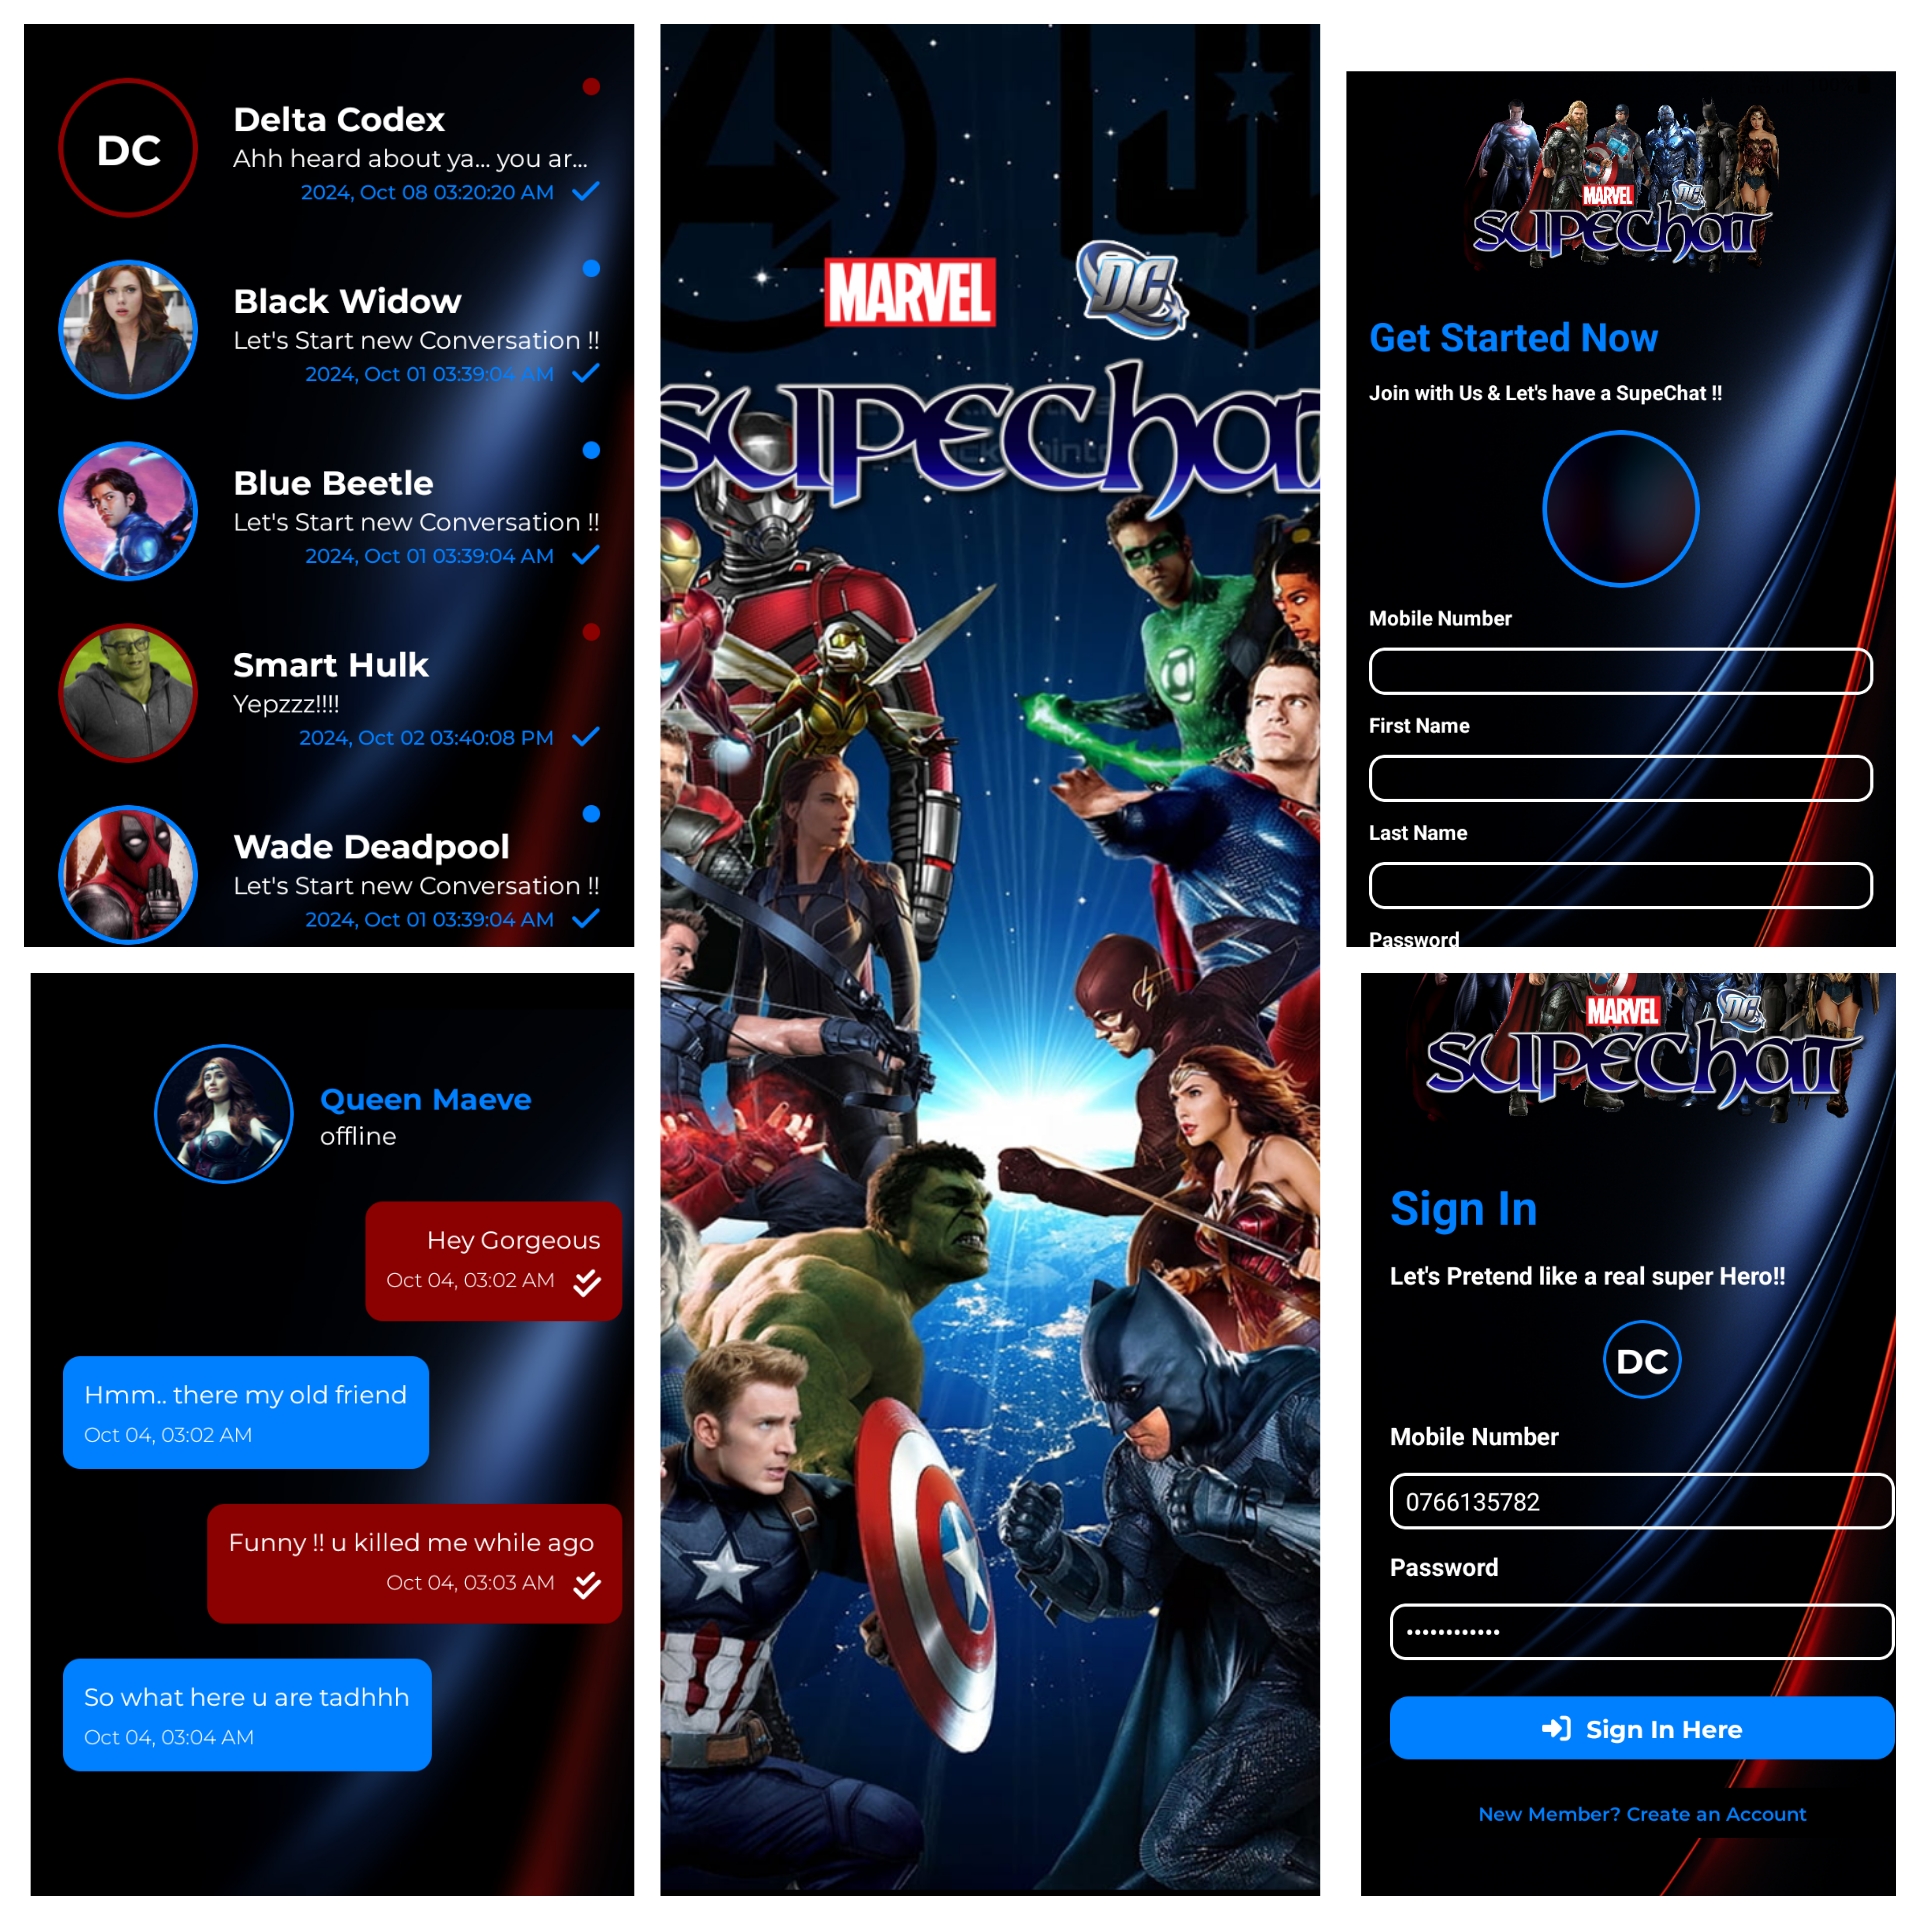 DC
Delta Codex
Ahh heard about ya... you ar...
2024, Oct 08 03:20:20 AM
Black Widow
Let's Start new Conversation !!
2024, Oct 01 03:39:04 AM
Blue Beetle
Let's Start new Conversation !!
2024, Oct 01 03:39:04 AM
Smart Hulk
Yepzzz!!!!
2024, Oct 02 03:40:08 PM
Wade Deadpool
Let's Start new Conversation !!
2024, Oct 01 03:39:04 AM
Queen Maeve
offline
Hey Gorgeous
Oct 04, 03:02 AM
Hmm.. there my old friend
Oct 04, 03:02 AM
Funny !! u killed me while ago
Oct 04, 03:03 AM
So what here u are tadhhh
Oct 04, 03:04 AM
MARVEL DC
SUPEChat
MARVEL DC
SUPEChat
Get Started Now
Join with Us & Let's have a SupeChat !!
Mobile Number
First Name
Last Name
Password
MARVEL DC
SUPEChat
Sign In
Let's Pretend like a real super Hero!!
DC
Mobile Number
0766135782
Password
••••••••••••
Sign In Here
New Member? Create an Account